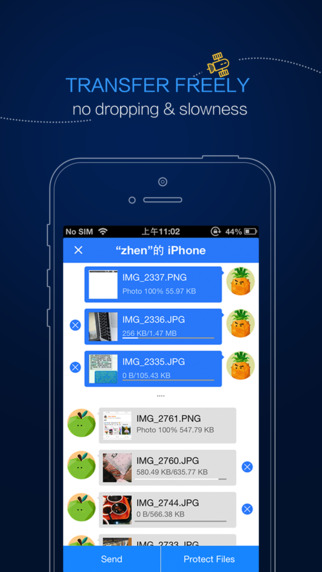 TRANSFER FREELY
no dropping & slowness
No SIM 上午11:02 44%
“zhen”的 iPhone
IMG_2337.PNG
Photo 100% 55.97 KB
IMG_2336.JPG
256 KB/1.47 MB
IMG_2335.JPG
0 B/105.43 KB
....
IMG_2761.PNG
Photo 100% 547.79 KB
IMG_2760.JPG
580.49 KB/635.77 KB
IMG_2744.JPG
0 B/566.38 KB
IMG_2733.JPG
Send Protect Files